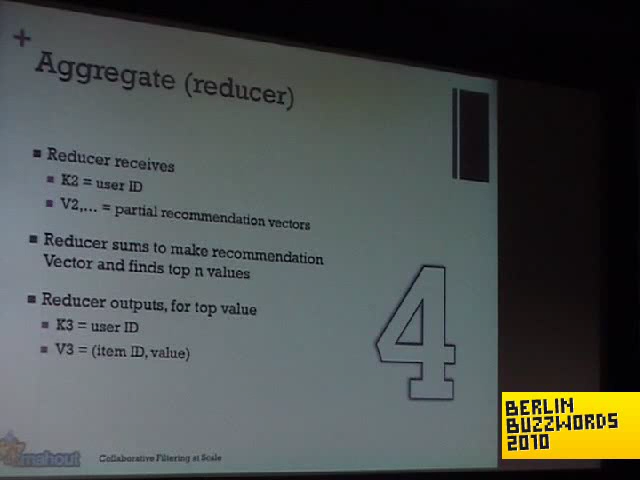 +
Aggregate (reducer)
Reducer receives
K2 = user ID
V2,... = partial recommendation vectors
Reducer sums to make recommendation
Vector and finds top n values
Reducer outputs, for top value
K3 = user ID
V3 = (item ID, value)
4
mahout
Collaborative Filtering at Scale
BERLIN
BUZZWORDS
2010